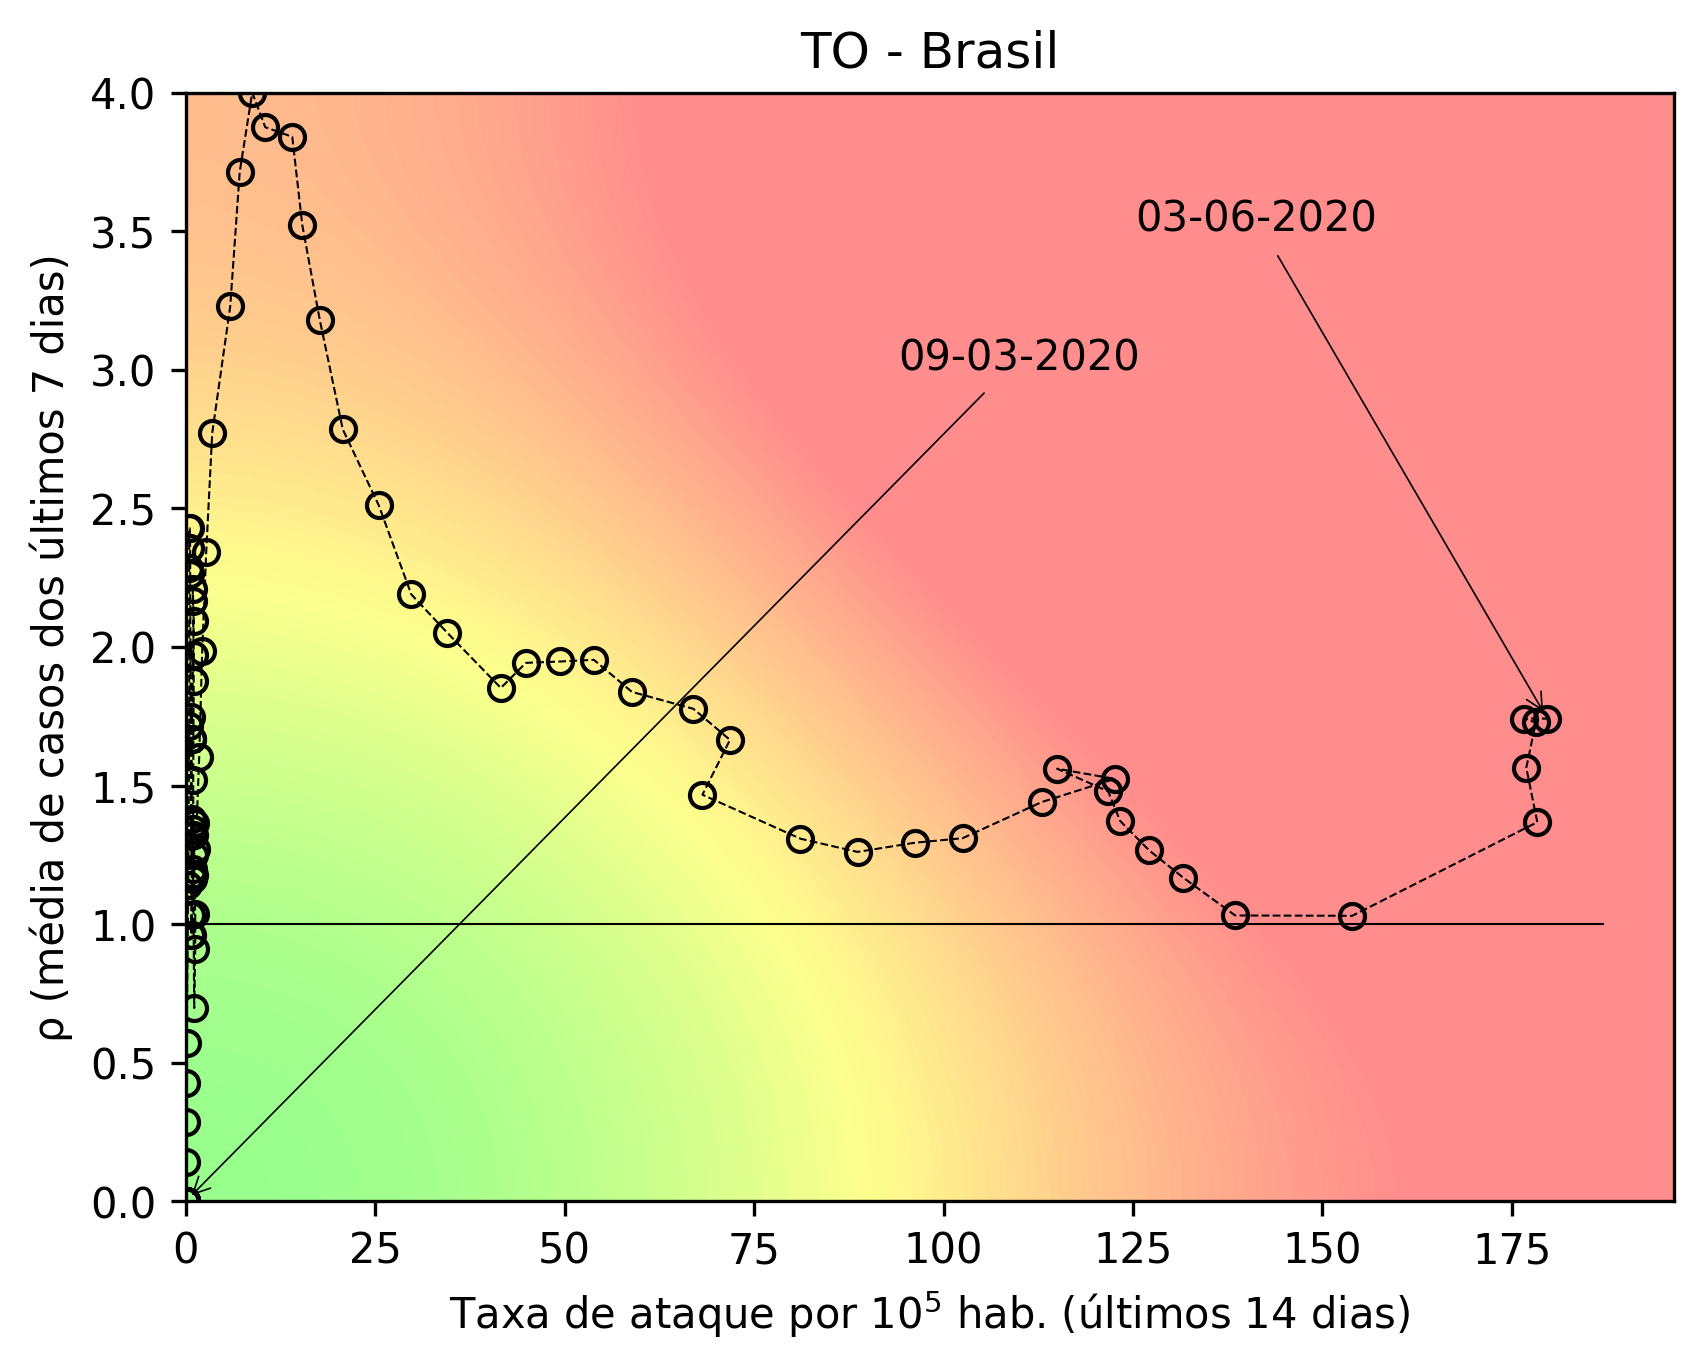 TO - Brasil
4.0
3.5
3.0
2.5
2.0
1.5
1.0
0.5
0.0
ρ (média de casos dos últimos 7 dias)
03-06-2020
09-03-2020
0 25 50 75 100 125 150 175
Taxa de ataque por 10⁵ hab. (últimos 14 dias)